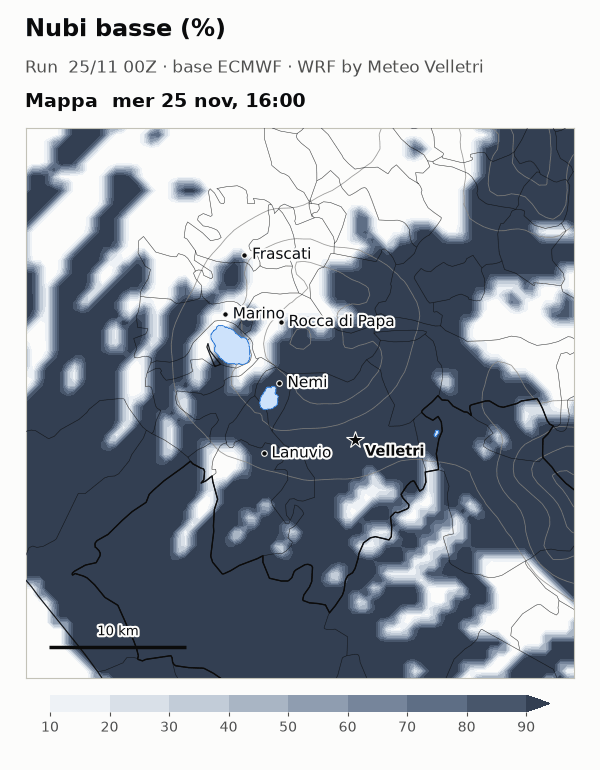 Nubi basse (%)
Run  25/11 00Z · base ECMWF · WRF by Meteo Velletri
Mappa  mer 25 nov, 16:00
Frascati
Marino
Rocca di Papa
Nemi
Velletri
Lanuvio
10 km
10 20 30 40 50 60 70 80 90